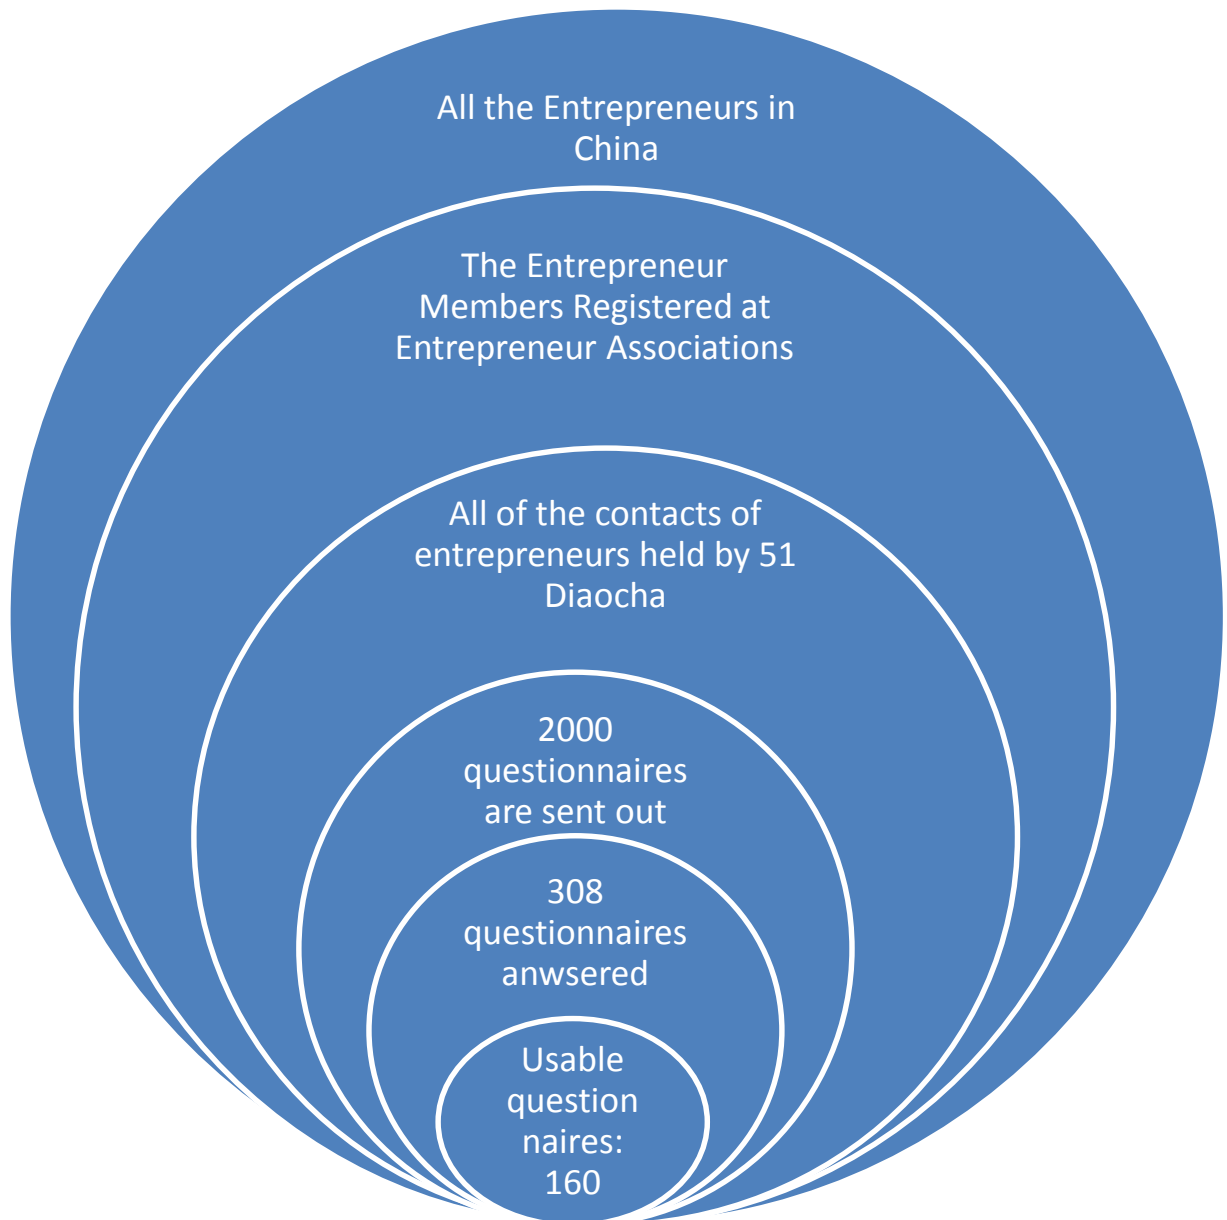 All the Entrepreneurs in
China
The Entrepreneur
Members Registered at
Entrepreneur Associations
All of the contacts of
entrepreneurs held by 51
Diaocha
2000
questionnaires
are sent out
308
questionnaires
anwsered
Usable
question
naires:
160